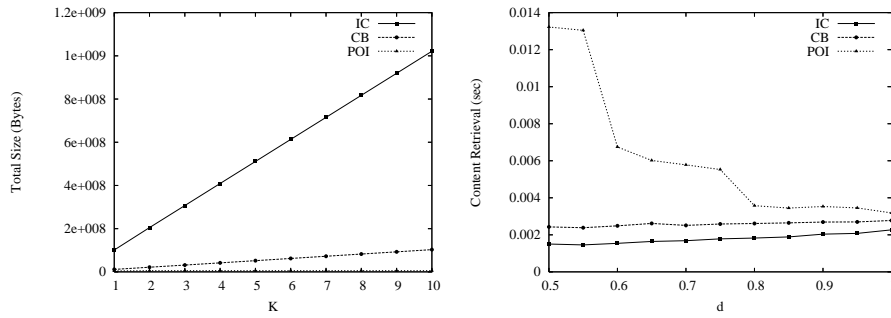 Total Size (Bytes)
1.2e+009
1e+009
8e+008
6e+008
4e+008
2e+008
0
1 2 3 4 5 6 7 8 9 10
K
IC
CB
POI
Content Retrieval (sec)
0.014
0.012
0.01
0.008
0.006
0.004
0.002
0
0.5 0.6 0.7 0.8 0.9
d
IC
CB
POI